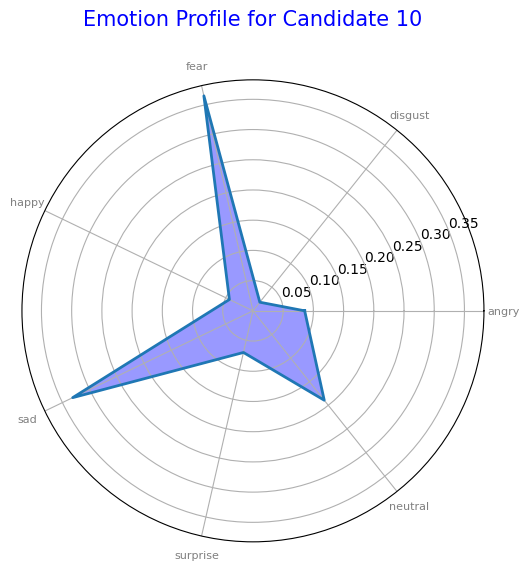 Emotion Profile for Candidate 10
fear
disgust
happy
0.35
0.30
0.25
0.20
0.15
0.10
0.05
angry
sad
neutral
surprise